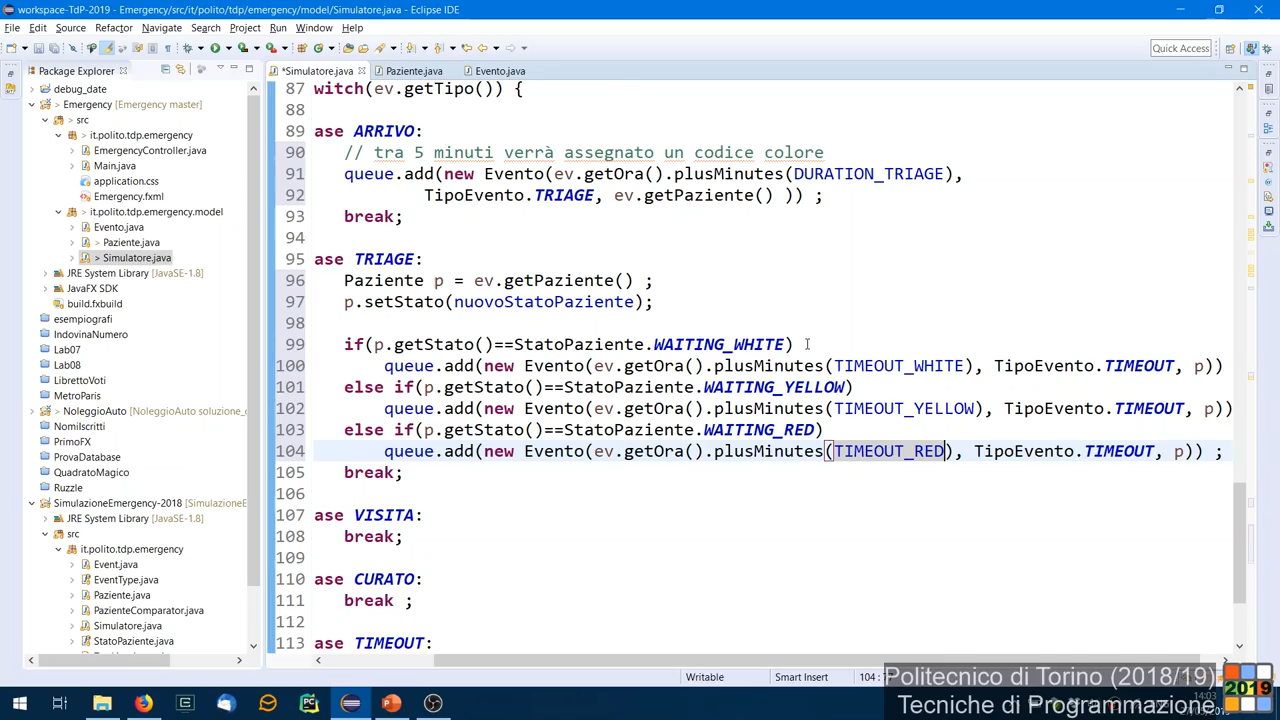 workspace-TdP-2019 - Emergency/src/it/polito/tdp/emergency/model/Simulatore.java - Eclipse IDE
File Edit Source Refactor Navigate Search Project Run Window Help
Quick Access
Package Explorer
*Simulatore.java Paziente.java Evento.java
debug_date
> Emergency [Emergency master]
> src
> it.polito.tdp.emergency
EmergencyController.java
Main.java
application.css
Emergency.fxml
> it.polito.tdp.emergency.model
Evento.java
> Paziente.java
> Simulatore.java
JRE System Library [JavaSE-1.8]
JavaFX SDK
build.fxbuild
esempiografi
IndovinaNumero
Lab07
Lab08
LibrettoVoti
MetroParis
> NoleggioAuto [NoleggioAuto soluzione_c
NomiIscritti
PrimoFX
ProvaDatabase
QuadratoMagico
Ruzzle
SimulazioneEmergency-2018 [SimulazioneE
JRE System Library [JavaSE-1.8]
src
it.polito.tdp.emergency
Event.java
EventType.java
Paziente.java
PazienteComparator.java
Simulatore.java
StatoPaziente.java
87 witch(ev.getTipo()) {
88
89 ase ARRIVO:
90 // tra 5 minuti verrà assegnato un codice colore
91 queue.add(new Evento(ev.getOra().plusMinutes(DURATION_TRIAGE),
92 TipoEvento.TRIAGE, ev.getPaziente() )) ;
93 break;
94
95 ase TRIAGE:
96 Paziente p = ev.getPaziente() ;
97 p.setStato(nuovoStatoPaziente);
98
99 if(p.getStato()==StatoPaziente.WAITING_WHITE)
100 queue.add(new Evento(ev.getOra().plusMinutes(TIMEOUT_WHITE), TipoEvento.TIMEOUT, p))
101 else if(p.getStato()==StatoPaziente.WAITING_YELLOW)
102 queue.add(new Evento(ev.getOra().plusMinutes(TIMEOUT_YELLOW), TipoEvento.TIMEOUT, p))
103 else if(p.getStato()==StatoPaziente.WAITING_RED)
104 queue.add(new Evento(ev.getOra().plusMinutes(TIMEOUT_RED), TipoEvento.TIMEOUT, p)) ;
105 break;
106
107 ase VISITA:
108 break;
109
110 ase CURATO:
111 break ;
112
113 ase TIMEOUT:
Writable Smart Insert 104 :
Politecnico di Torino (2018/19)
Tecniche di Programmazione
2019
14:03